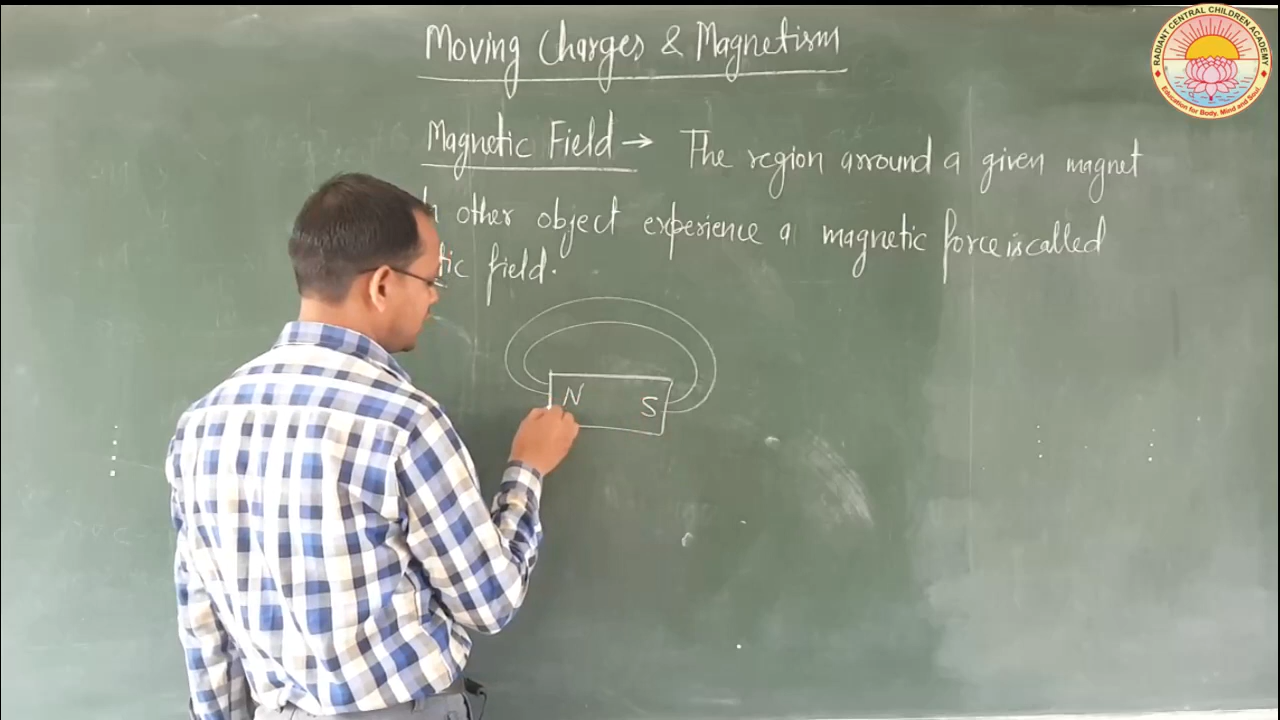 Moving Charges & Magnetism
Magnetic Field → The region arround a given magnet
other object experience a magnetic force is called
tic field.
N
S
RADIANT CENTRAL CHILDREN ACADEMY
Education for Body, Mind and Soul